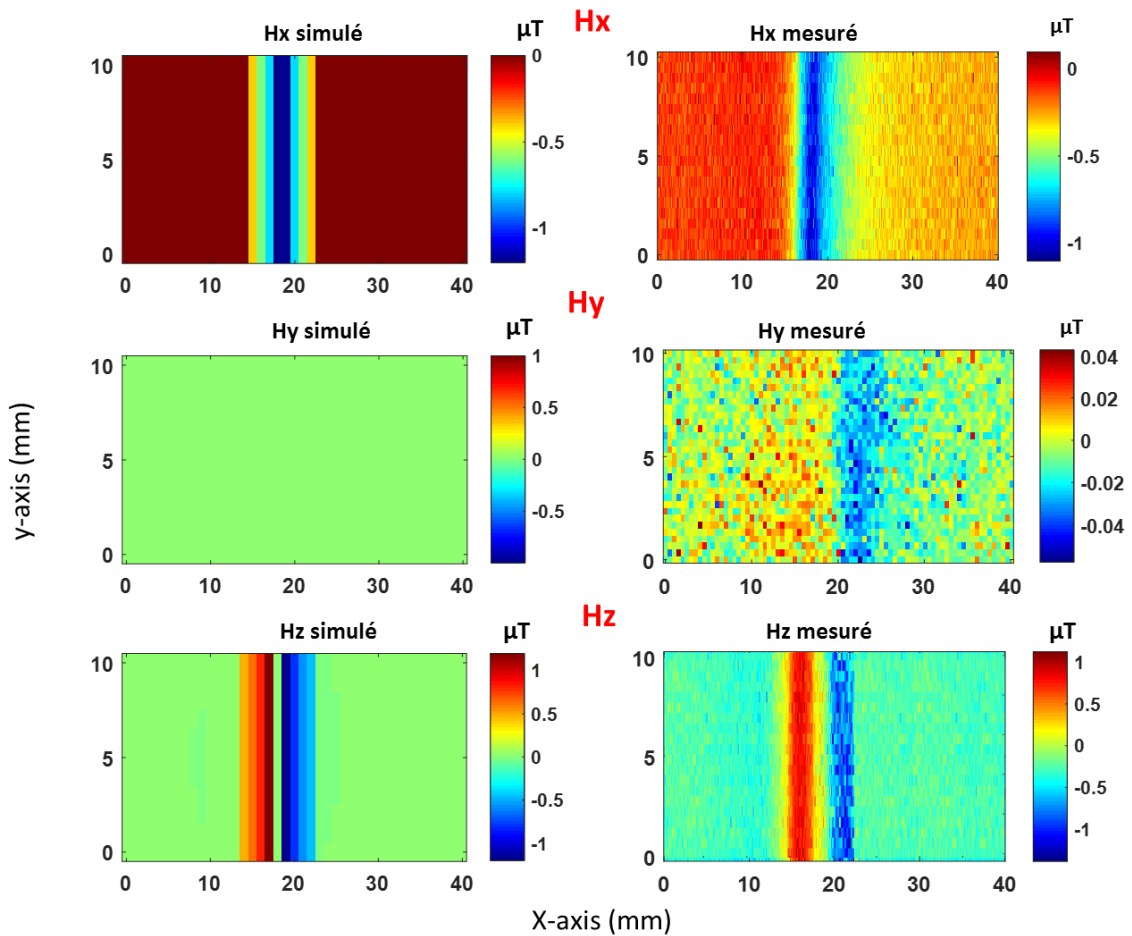 Hx
Hx simulé
µT
10
5
0
0 10 20 30 40
0
-0.5
-1
Hx mesuré
µT
10
5
0
0 10 20 30 40
0
-0.5
-1
Hy
Hy simulé
µT
10
5
0
0 10 20 30 40
1
0.5
0
-0.5
Hy mesuré
µT
10
5
0
0 10 20 30 40
0.04
0.02
0
-0.02
-0.04
y-axis (mm)
Hz
Hz simulé
µT
10
5
0
0 10 20 30 40
1
0.5
0
-0.5
-1
Hz mesuré
µT
10
5
0
0 10 20 30 40
1
0.5
0
-0.5
-1
X-axis (mm)